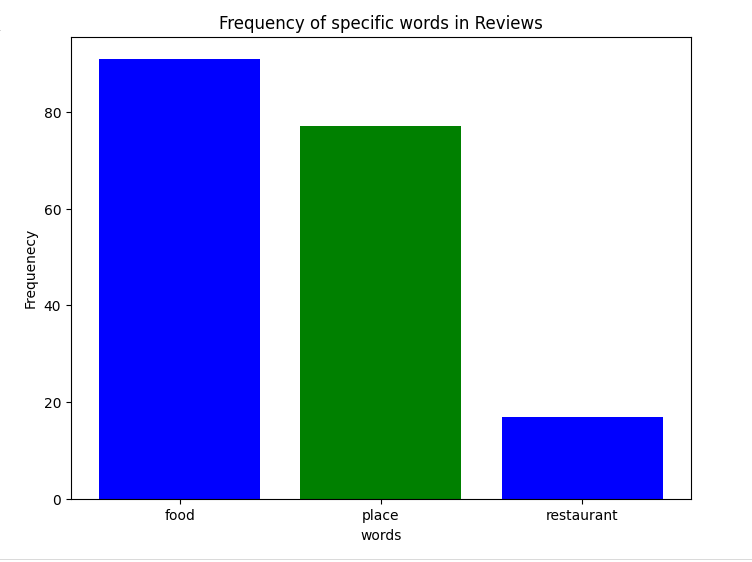 Frequency of specific words in Reviews
80
60
40
20
0
Frequenecy
food place restaurant
words